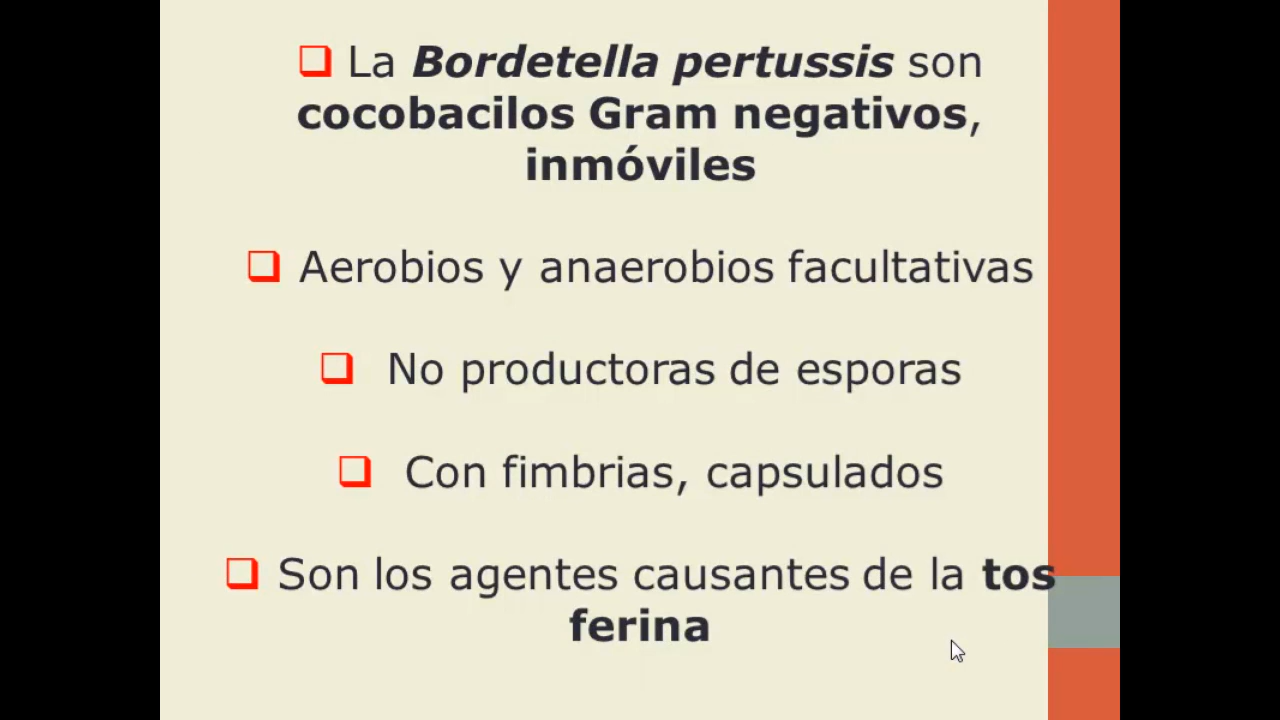 ❑ La Bordetella pertussis son
cocobacilos Gram negativos,
inmóviles
❑ Aerobios y anaerobios facultativas
❑ No productoras de esporas
❑ Con fimbrias, capsulados
❑ Son los agentes causantes de la tos
ferina